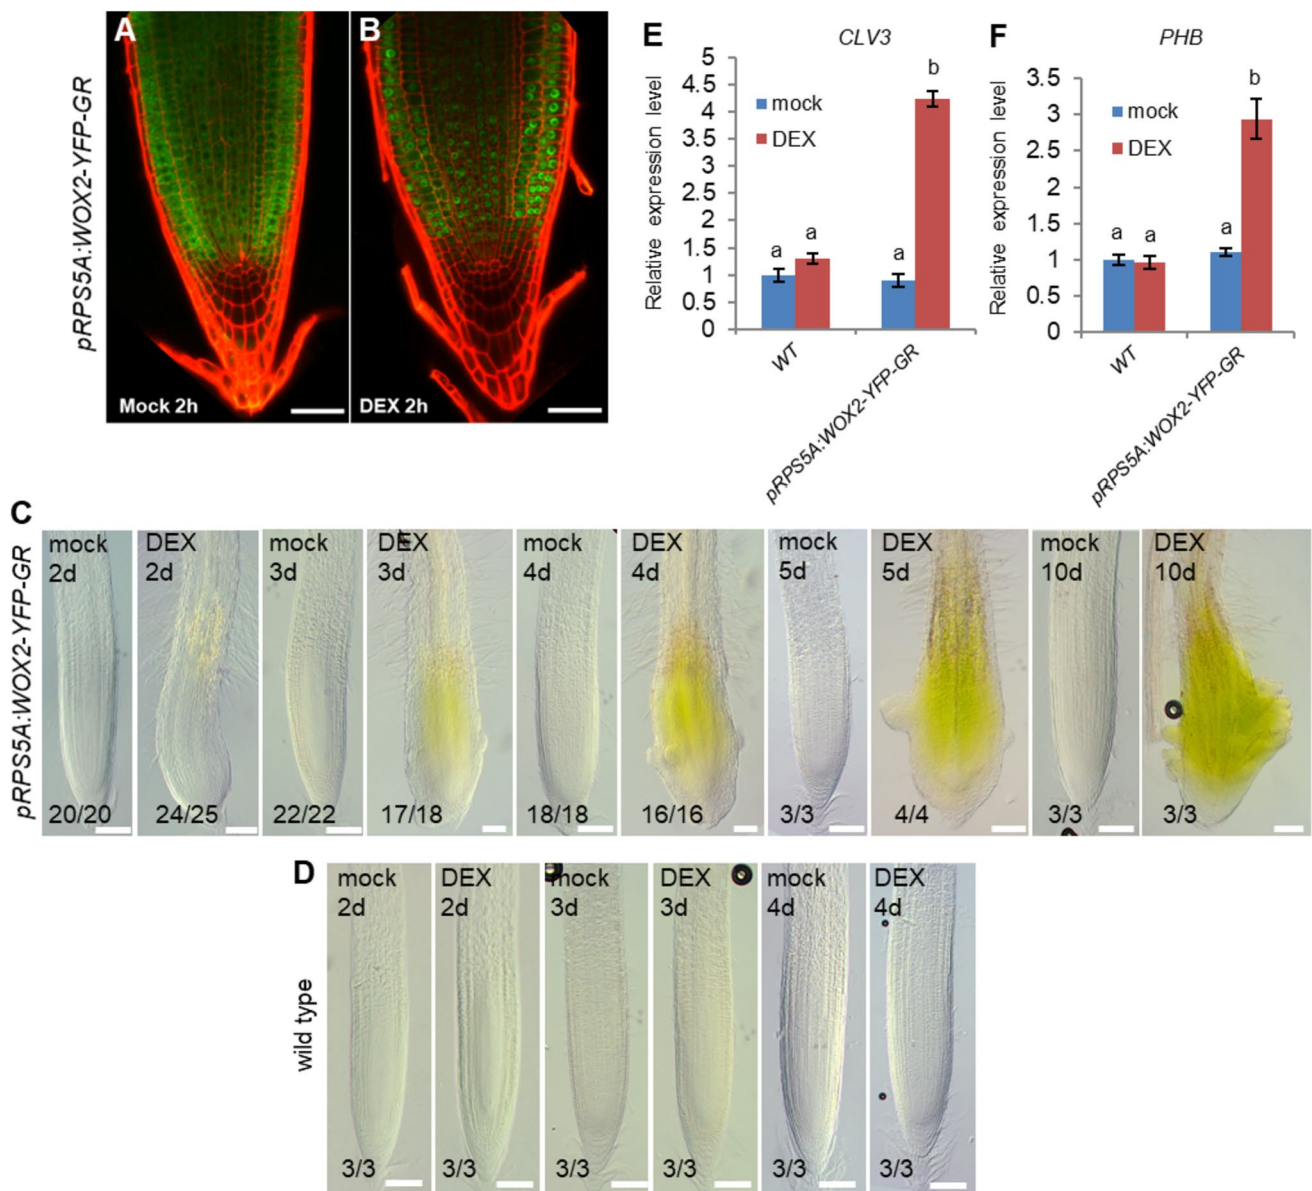 A
B
pRPS5A:WOX2-YFP-GR
Mock 2h
DEX 2h
E
CLV3
Relative expression level
5
4.5
4
3.5
3
2.5
2
1.5
1
0.5
0
mock
DEX
a
a
a
b
WT
pRPS5A:WOX2-YFP-GR
F
PHB
Relative expression level
3.5
3
2.5
2
1.5
1
0.5
0
mock
DEX
a
a
a
b
WT
pRPS5A:WOX2-YFP-GR
C
pRPS5A:WOX2-YFP-GR
mock
2d
20/20
DEX
2d
24/25
mock
3d
22/22
DEX
3d
17/18
mock
4d
18/18
DEX
4d
16/16
mock
5d
3/3
DEX
5d
4/4
mock
10d
3/3
DEX
10d
3/3
D
wild type
mock
2d
3/3
DEX
2d
3/3
mock
3d
3/3
DEX
3d
3/3
mock
4d
3/3
DEX
4d
3/3